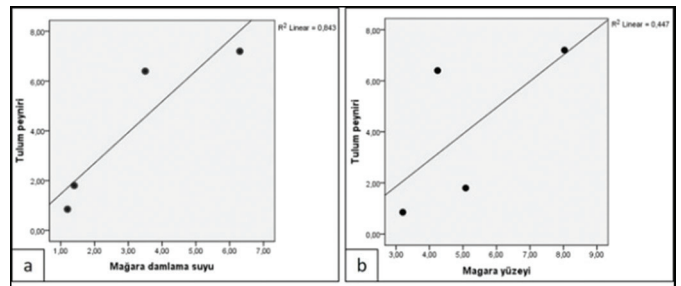 R² Linear = 0,843
8,00
6,00
4,00
2,00
0,00
Tulum peyniri
1,00 2,00 3,00 4,00 5,00 6,00 7,00
Mağara damlama suyu
a
R² Linear = 0,447
8,00
6,00
4,00
2,00
0,00
Tulum peyniri
3,00 4,00 5,00 6,00 7,00 8,00 9,00
Magara yüzeyi
b